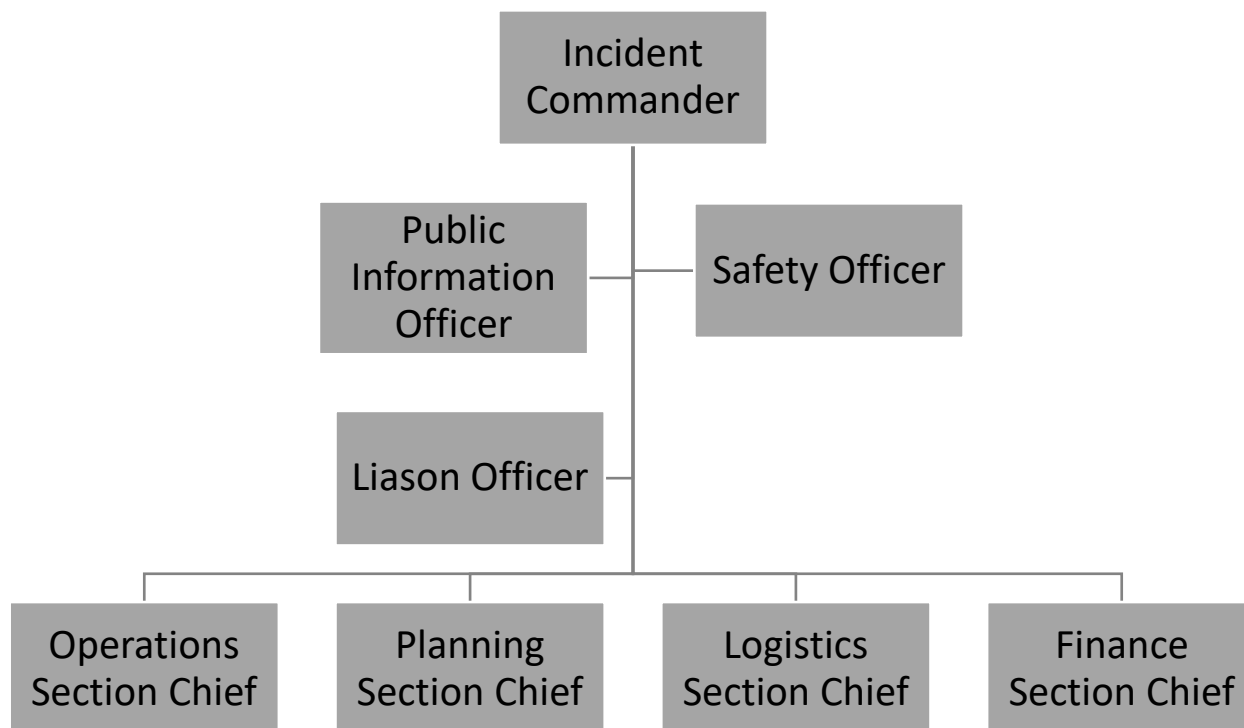 Incident
Commander
Public
Information
Officer
Safety Officer
Liason Officer
Operations
Section Chief
Planning
Section Chief
Logistics
Section Chief
Finance
Section Chief